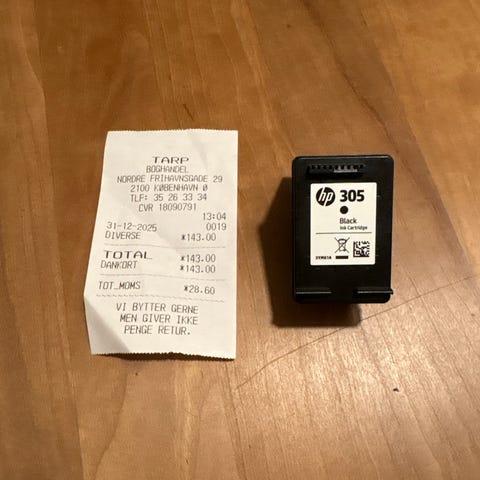 TARP
BOGHANDEL
NORDRE FRIHAVNSGADE 29
2100 KØBENHAVN Ø
TLF: 35 26 33 34
CVR 18090791
13:04
31-12-2025 0019
DIVERSE *143.00
TOTAL *143.00
DANKORT *143.00
TOT_MOMS *28.60
VI BYTTER GERNE
MEN GIVER IKKE
PENGE RETUR.
hp 305
Black
Ink Cartridge
3YM61A